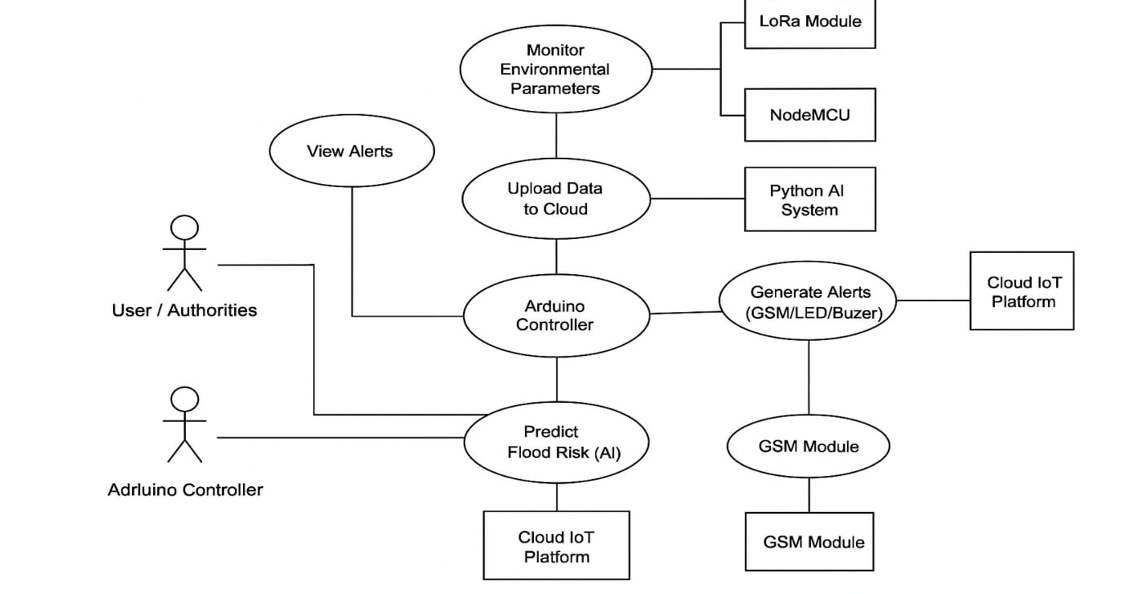 LoRa Module
Monitor
Environmental
Parameters
NodeMCU
View Alerts
Upload Data
to Cloud
Python AI
System
User / Authorities
Arduino
Controller
Generate Alerts
(GSM/LED/Buzer)
Cloud IoT
Platform
Adrluino Controller
Predict
Flood Risk (AI)
GSM Module
Cloud IoT
Platform
GSM Module